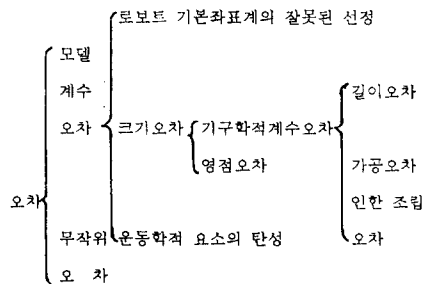 로보트 기본좌표계의 잘못된 선정
모델
계수
길이오차
오차
크기오차
기구학적계수오차
영점오차
가공오차
오차
인한 조립
무작위
운동학적 요소의 탄성
오차
오 차